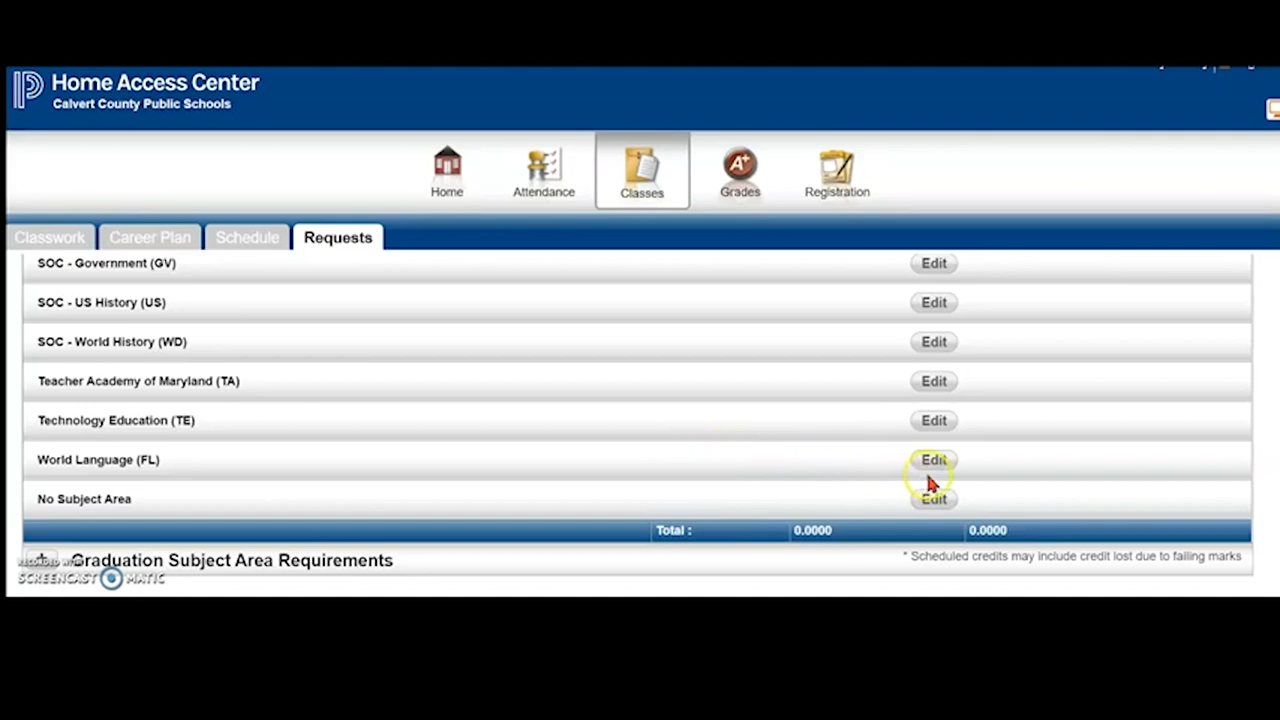 Home Access Center
Calvert County Public Schools
Home
Attendance
Classes
A+
Grades
Registration
Classwork
Career Plan
Schedule
Requests
SOC - Government (GV) Edit
SOC - US History (US) Edit
SOC - World History (WD) Edit
Teacher Academy of Maryland (TA) Edit
Technology Education (TE) Edit
World Language (FL) Edit
No Subject Area Edit
Total : 0.0000 0.0000
Graduation Subject Area Requirements
* Scheduled credits may include credit lost due to failing marks
RECORDED WITH
SCREENCAST MATIC